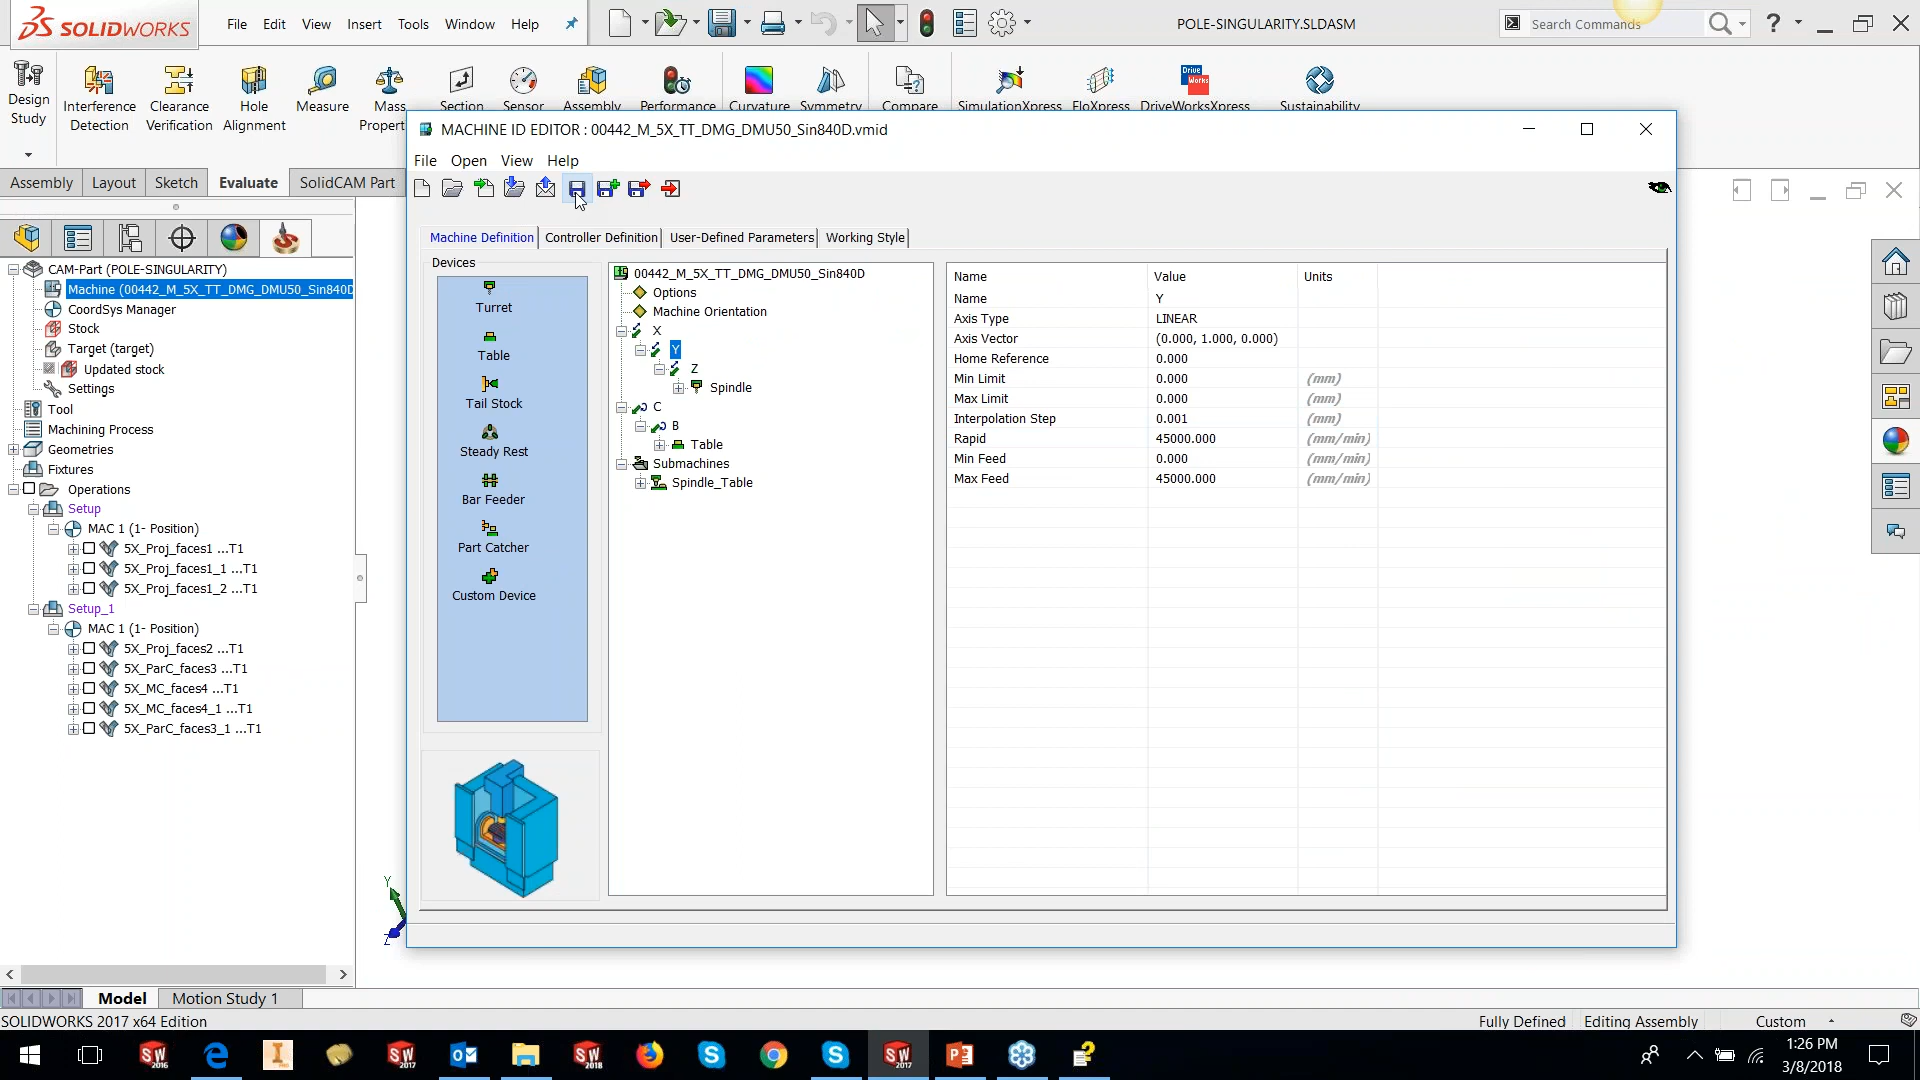 SOLIDWORKS
File Edit View Insert Tools Window Help
POLE-SINGULARITY.SLDASM
Search Commands
Design Study
Interference Detection
Clearance Verification
Hole Alignment
Measure
Mass Propert
Section
Sensor
Assembly
Performance
Curvature
Symmetry
Compare
SimulationXpress
FloXpress
DriveWorksXpress
Sustainability
Assembly Layout Sketch Evaluate SolidCAM Part
CAM-Part (POLE-SINGULARITY)
Machine (00442_M_5X_TT_DMG_DMU50_Sin840D
CoordSys Manager
Stock
Target (target)
Updated stock
Settings
Tool
Machining Process
Geometries
Fixtures
Operations
Setup
MAC 1 (1- Position)
5X_Proj_faces1 ...T1
5X_Proj_faces1_1 ...T1
5X_Proj_faces1_2 ...T1
Setup_1
MAC 1 (1- Position)
5X_Proj_faces2 ...T1
5X_ParC_faces3 ...T1
5X_MC_faces4 ...T1
5X_MC_faces4_1 ...T1
5X_ParC_faces3_1 ...T1
MACHINE ID EDITOR : 00442_M_5X_TT_DMG_DMU50_Sin840D.vmid
File Open View Help
Machine Definition Controller Definition User-Defined Parameters Working Style
Devices
Turret
Table
Tail Stock
Steady Rest
Bar Feeder
Part Catcher
Custom Device
00442_M_5X_TT_DMG_DMU50_Sin840D
Options
Machine Orientation
X
Y
Z
Spindle
C
B
Table
Submachines
Spindle_Table
Name Value Units
Name Y
Axis Type LINEAR
Axis Vector (0.000, 1.000, 0.000)
Home Reference 0.000
Min Limit 0.000 (mm)
Max Limit 0.000 (mm)
Interpolation Step 0.001 (mm)
Rapid 45000.000 (mm/min)
Min Feed 0.000 (mm/min)
Max Feed 45000.000 (mm/min)
Y
Z
Model Motion Study 1
SOLIDWORKS 2017 x64 Edition
Fully Defined Editing Assembly Custom
1:26 PM
3/8/2018